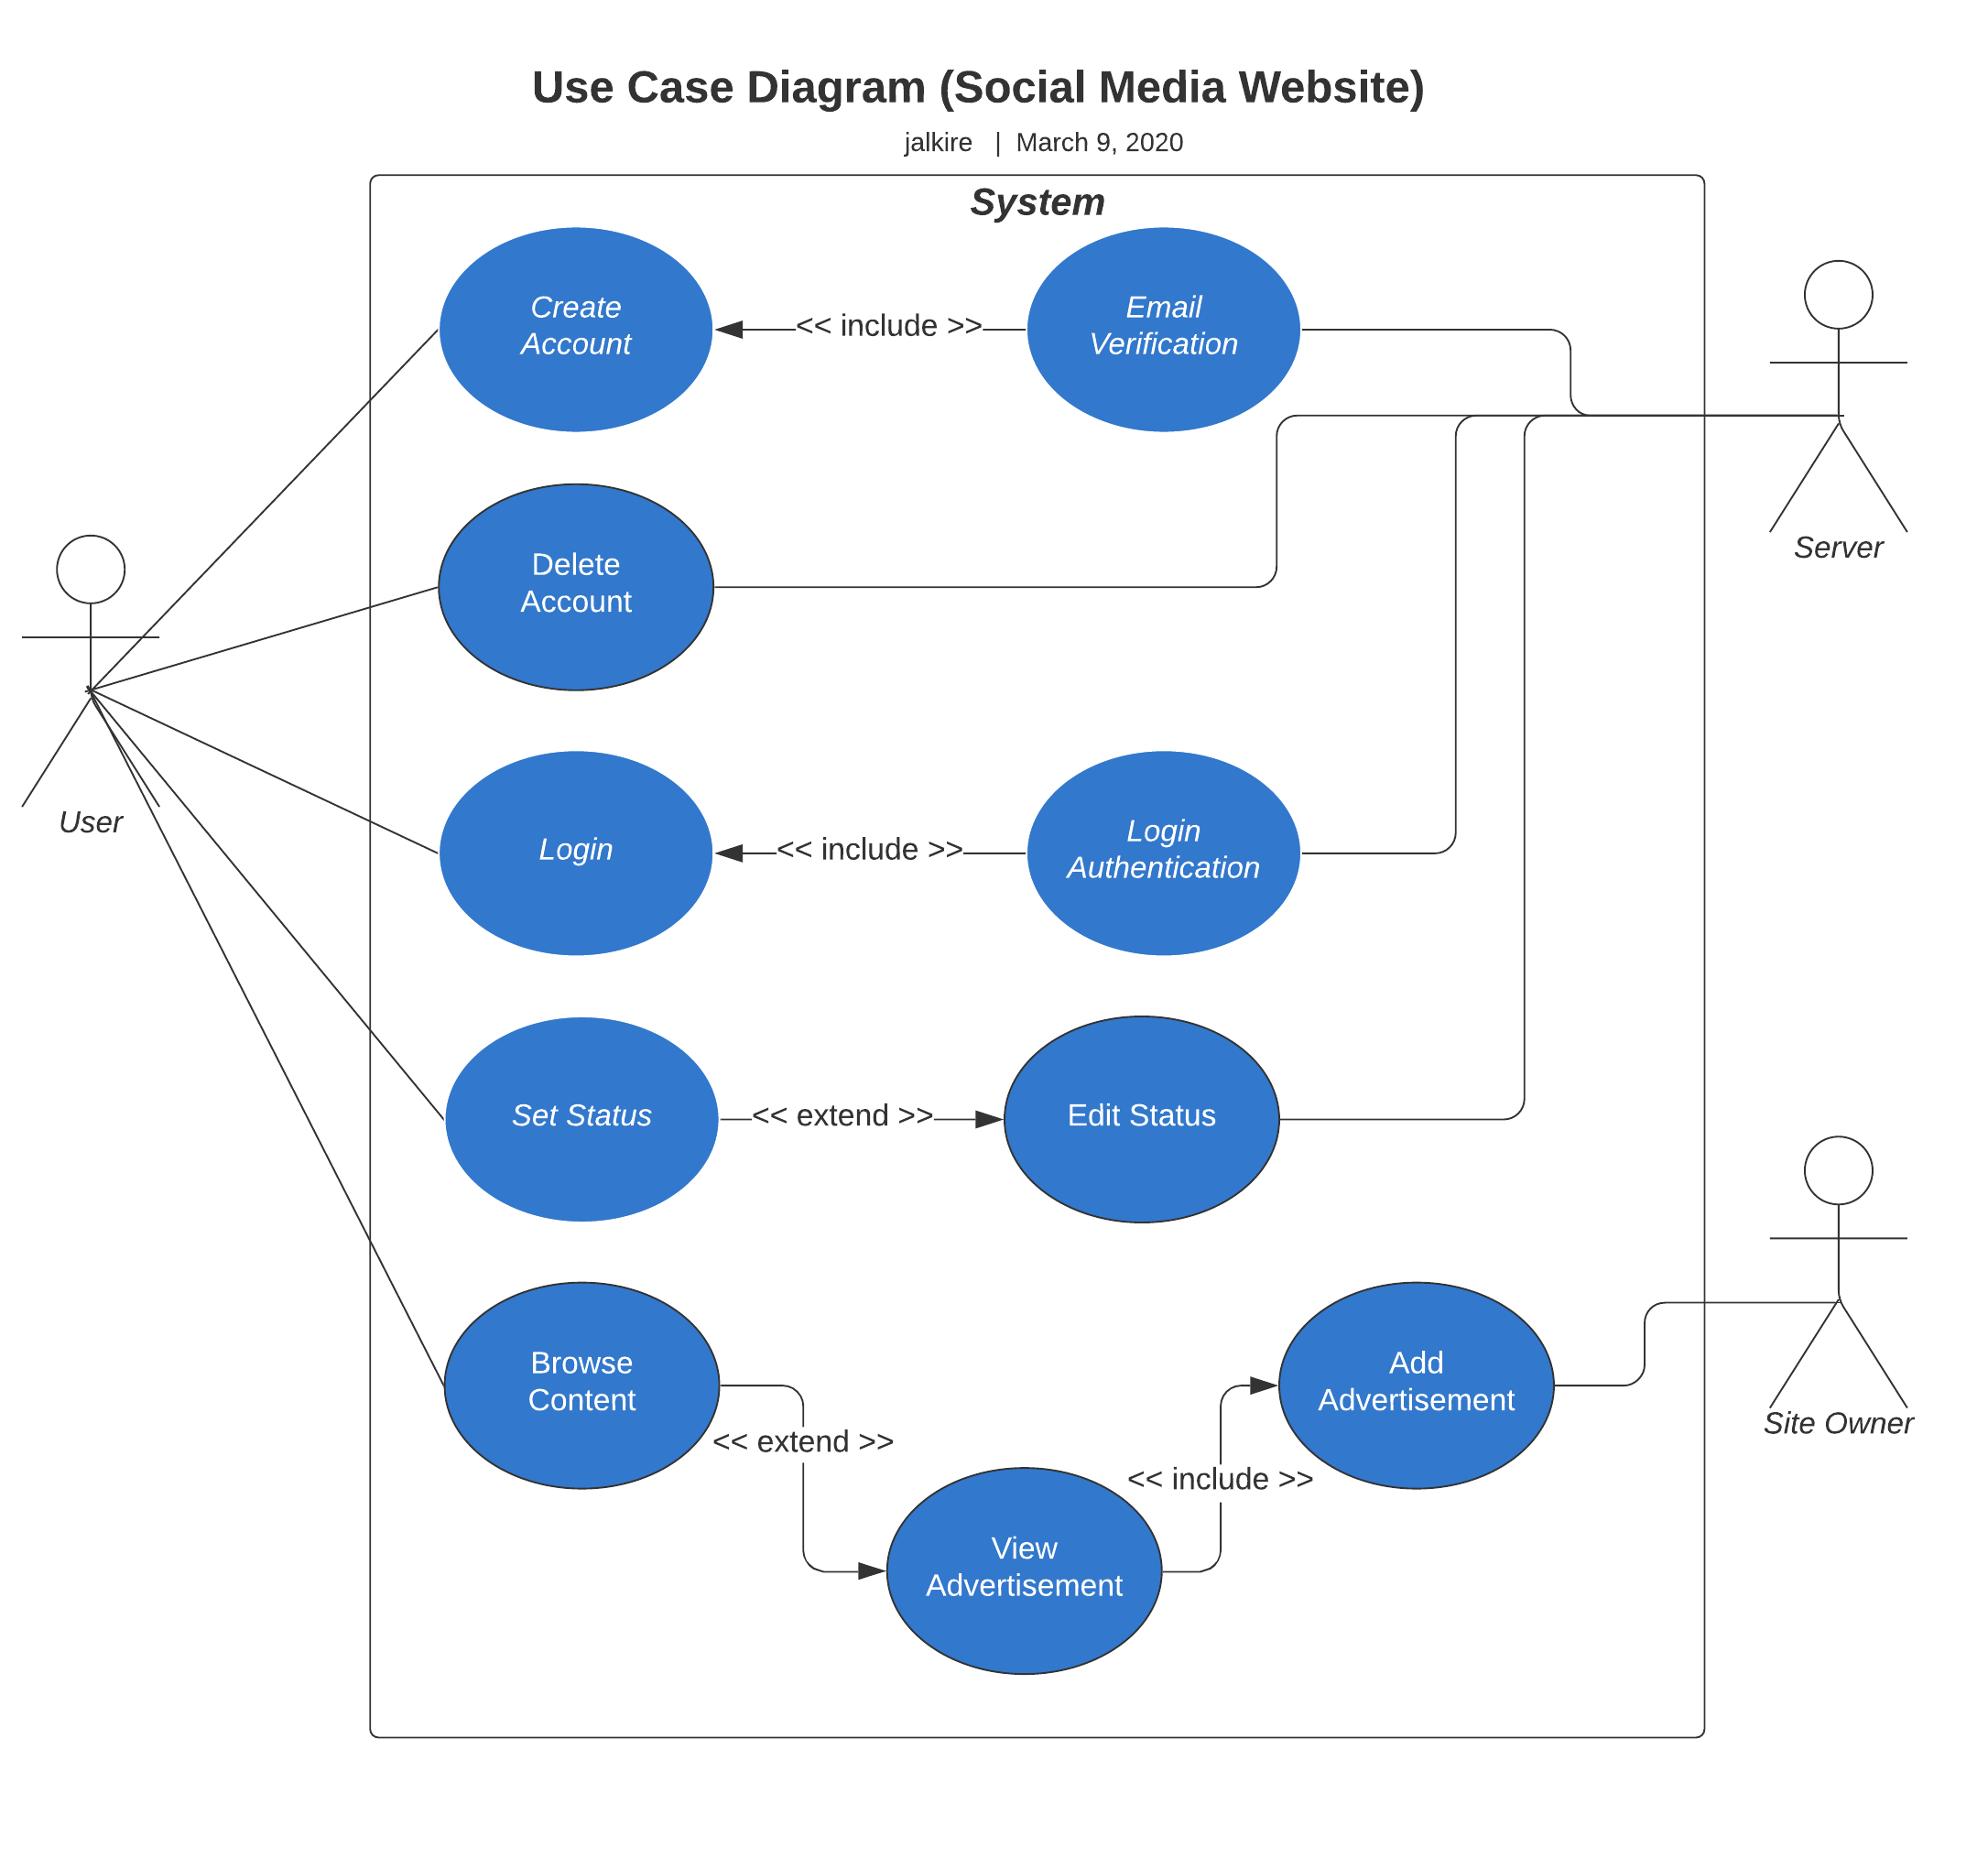 Use Case Diagram (Social Media Website)
jalkire | March 9, 2020
System
Create
Account
<< include >>
Email
Verification
Server
Delete
Account
User
Login
<< include >>
Login
Authentication
Set Status
<< extend >>
Edit Status
Browse
Content
Add
Advertisement
Site Owner
<< extend >>
<< include >>
View
Advertisement